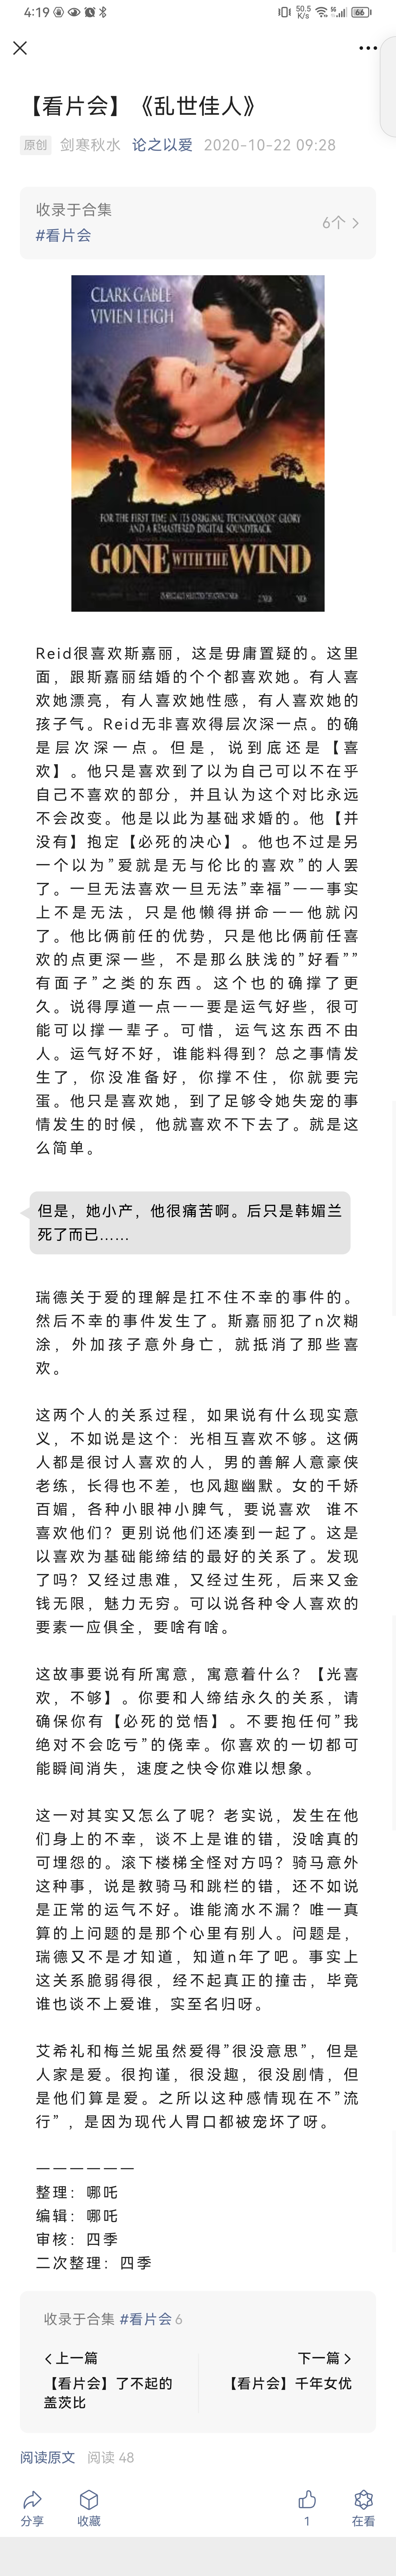 4:19
50.5
K/s
5G
66
【看片会】《乱世佳人》
原创 剑寒秋水 论之以爱 2020-10-22 09:28
收录于合集
#看片会
6个
CLARK GABLE
VIVIEN LEIGH
FOR THE FIRST TIME IN ITS ORIGINAL TECHNICOLOR GLORY
AND A REMASTERED DIGITAL SOUNDTRACK
GONE WITH THE WIND
Reid很喜欢斯嘉丽，这是毋庸置疑的。这里
面，跟斯嘉丽结婚的个个都喜欢她。有人喜
欢她漂亮，有人喜欢她性感，有人喜欢她的
孩子气。Reid无非喜欢得层次深一点。的确
是层次深一点。但是，说到底还是【喜
欢】。他只是喜欢到了以为自己可以不在乎
自己不喜欢的部分，并且认为这个对比永远
不会改变。他是以此为基础求婚的。他【并
没有】抱定【必死的决心】。他也不过是另
一个以为”爱就是无与伦比的喜欢”的人罢
了。一旦无法喜欢一旦无法”幸福”——事实
上不是无法，只是他懒得拼命——他就闪
了。他比俩前任的优势，只是他比俩前任喜
欢的点更深一些，不是那么肤浅的”好看””
有面子”之类的东西。这个也的确撑了更
久。说得厚道一点——要是运气好些，很可
能可以撑一辈子。可惜，运气这东西不由
人。运气好不好，谁能料得到？总之事情发
生了，你没准备好，你撑不住，你就要完
蛋。他只是喜欢她，到了足够令她失宠的事
情发生的时候，他就喜欢不下去了。就是这
么简单。
但是，她小产，他很痛苦啊。后只是韩媚兰
死了而已……
瑞德关于爱的理解是扛不住不幸的事件的。
然后不幸的事件发生了。斯嘉丽犯了n次糊
涂，外加孩子意外身亡，就抵消了那些喜
欢。
这两个人的关系过程，如果说有什么现实意
义，不如说是这个：光相互喜欢不够。这俩
人都是很讨人喜欢的人，男的善解人意豪侠
老练，长得也不差，也风趣幽默。女的千娇
百媚，各种小眼神小脾气，要说喜欢 谁不
喜欢他们？更别说他们还凑到一起了。这是
以喜欢为基础能缔结的最好的关系了。发现
了吗？又经过患难，又经过生死，后来又金
钱无限，魅力无穷。可以说各种令人喜欢的
要素一应俱全，要啥有啥。
这故事要说有所寓意，寓意着什么？【光喜
欢，不够】。你要和人缔结永久的关系，请
确保你有【必死的觉悟】。不要抱任何”我
绝对不会吃亏”的侥幸。你喜欢的一切都可
能瞬间消失，速度之快令你难以想象。
这一对其实又怎么了呢？老实说，发生在他
们身上的不幸，谈不上是谁的错，没啥真的
可埋怨的。滚下楼梯全怪对方吗？骑马意外
这种事，说是教骑马和跳栏的错，还不如说
是正常的运气不好。谁能滴水不漏？唯一真
算的上问题的是那个心里有别人。问题是，
瑞德又不是才知道，知道n年了吧。事实上
这关系脆弱得很，经不起真正的撞击，毕竟
谁也谈不上爱谁，实至名归呀。
艾希礼和梅兰妮虽然爱得”很没意思”，但是
人家是爱。很拘谨，很没趣，很没剧情，但
是他们算是爱。之所以这种感情现在不”流
行”，是因为现代人胃口都被宠坏了呀。
——————
整理：哪吒
编辑：哪吒
审核：四季
二次整理：四季
收录于合集 #看片会 6
上一篇
【看片会】了不起的
盖茨比
下一篇
【看片会】千年女优
阅读原文 阅读 48
分享
收藏
1
在看